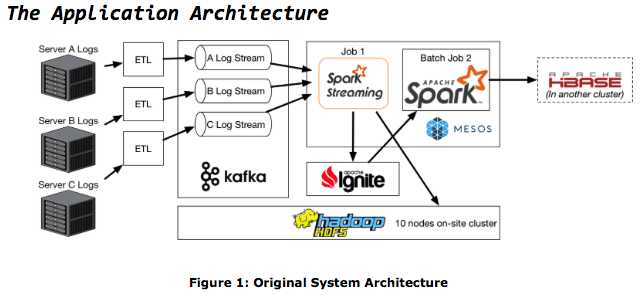 The Application Architecture
Server A Logs
ETL
A Log Stream
Server B Logs
ETL
B Log Stream
Server C Logs
ETL
C Log Stream
kafka
Job 1
Spark
Streaming
Batch Job 2
APACHE
Spark™
MESOS
APACHE
HBASE
(In another cluster)
apache
Ignite
hadoop
HDFS
10 nodes on-site cluster
Figure 1: Original System Architecture